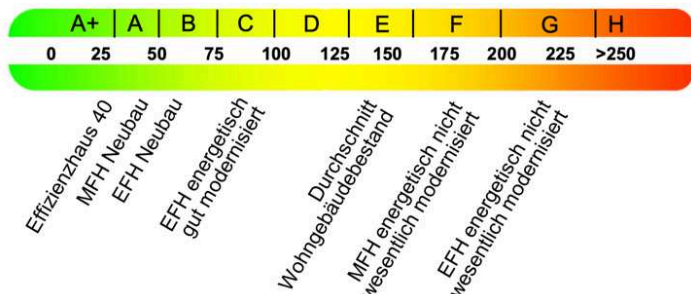 A+ A B C D E F G H
0 25 50 75 100 125 150 175 200 225 >250
Effizienzhaus 40
MFH Neubau
EFH Neubau
EFH energetisch
gut modernisiert
Durchschnitt
Wohngebäudebestand
MFH energetisch nicht
wesentlich modernisiert
EFH energetisch nicht
wesentlich modernisiert